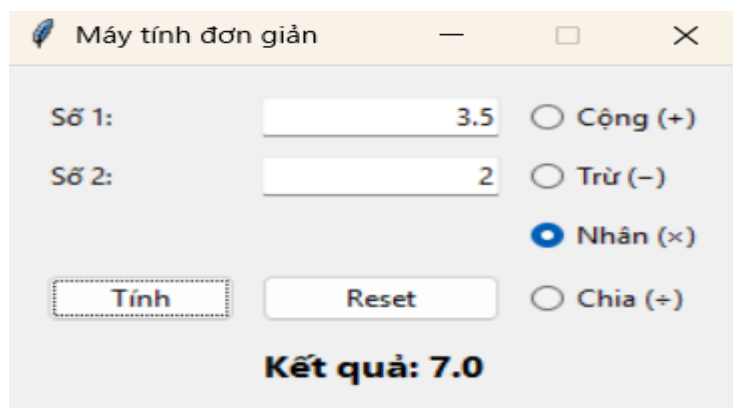 Máy tính đơn giản
Số 1: 3.5 Cộng (+)
Số 2: 2 Trừ (−)
Nhân (×)
Tính Reset Chia (÷)
Kết quả: 7.0